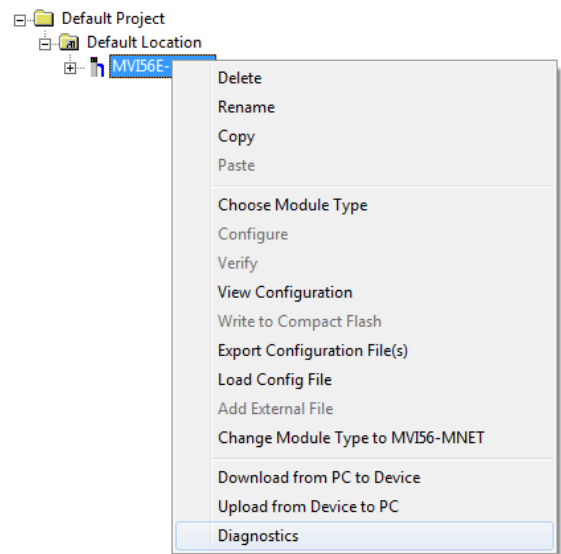 Default Project
Default Location
MVI56E-
Delete
Rename
Copy
Paste
Choose Module Type
Configure
Verify
View Configuration
Write to Compact Flash
Export Configuration File(s)
Load Config File
Add External File
Change Module Type to MVI56-MNET
Download from PC to Device
Upload from Device to PC
Diagnostics